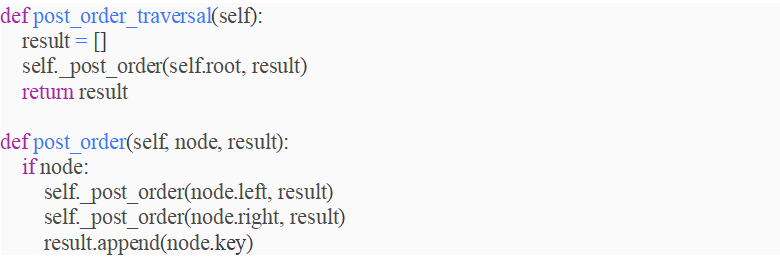 def post_order_traversal(self):
    result = []
    self._post_order(self.root, result)
    return result

def post_order(self, node, result):
    if node:
        self._post_order(node.left, result)
        self._post_order(node.right, result)
        result.append(node.key)